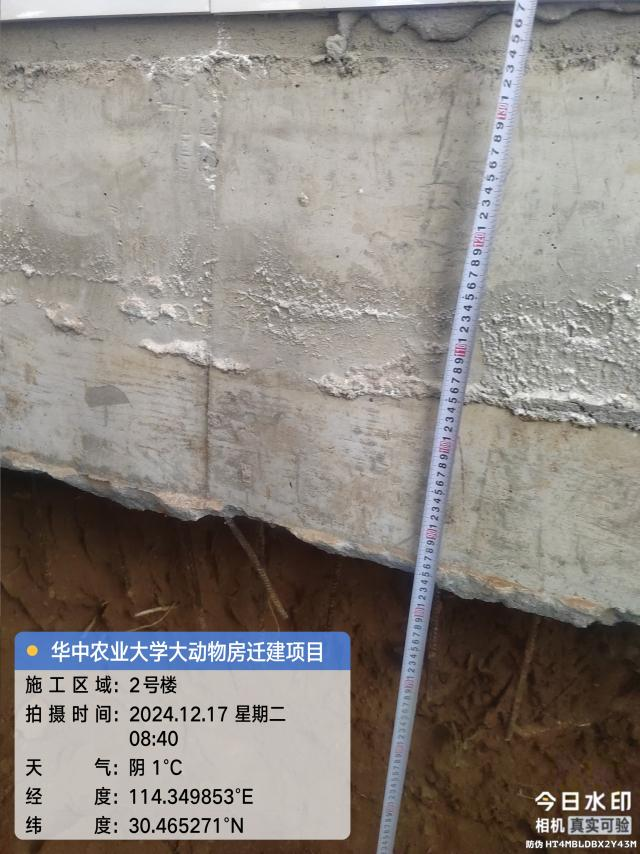 华中农业大学大动物房迁建项目
施工区域：2号楼
拍摄时间：2024.12.17 星期二
08:40
天气：阴 1°C
经度：114.349853°E
纬度：30.465271°N
今日水印
相机 真实可验
防伪 HT4MBLDBX2Y43M